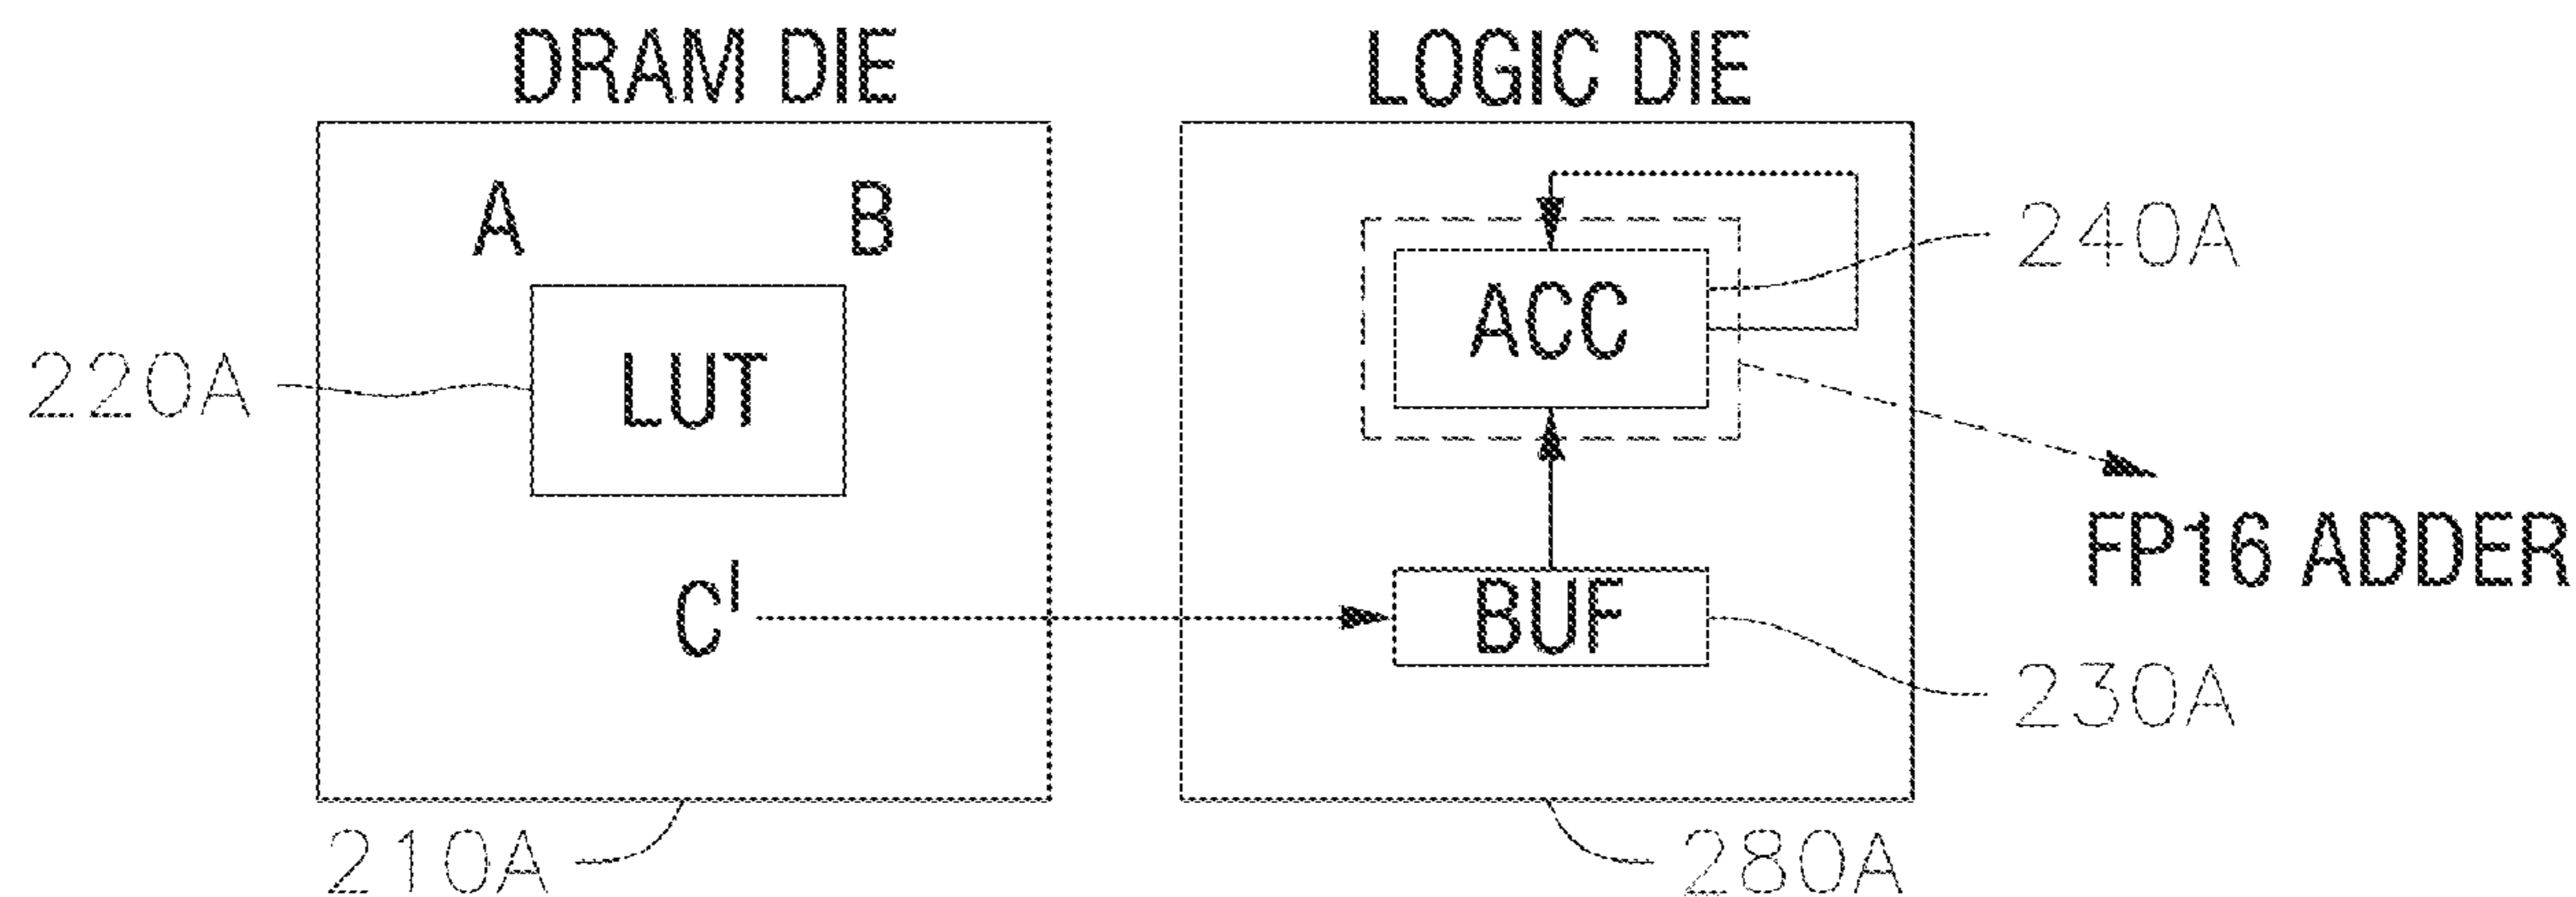 DRAM DIE
LOGIC DIE
A
B
240A
ACC
LUT
220A
FP16 ADDER
C'
BUF
230A
210A
280A